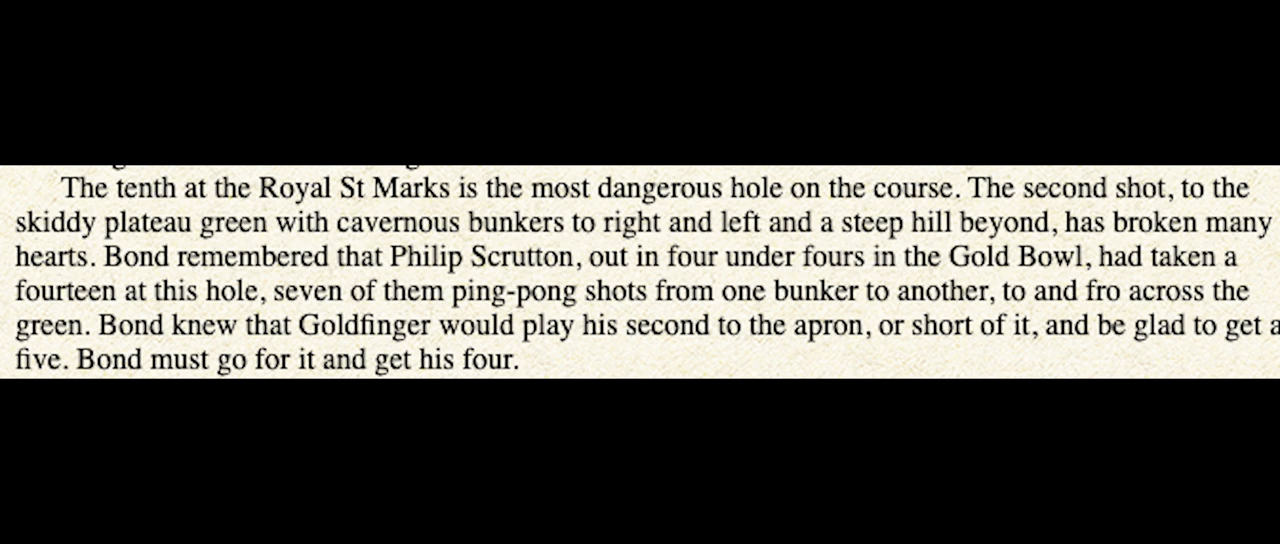 The tenth at the Royal St Marks is the most dangerous hole on the course. The second shot, to the
skiddy plateau green with cavernous bunkers to right and left and a steep hill beyond, has broken many
hearts. Bond remembered that Philip Scrutton, out in four under fours in the Gold Bowl, had taken a
fourteen at this hole, seven of them ping-pong shots from one bunker to another, to and fro across the
green. Bond knew that Goldfinger would play his second to the apron, or short of it, and be glad to get a
five. Bond must go for it and get his four.